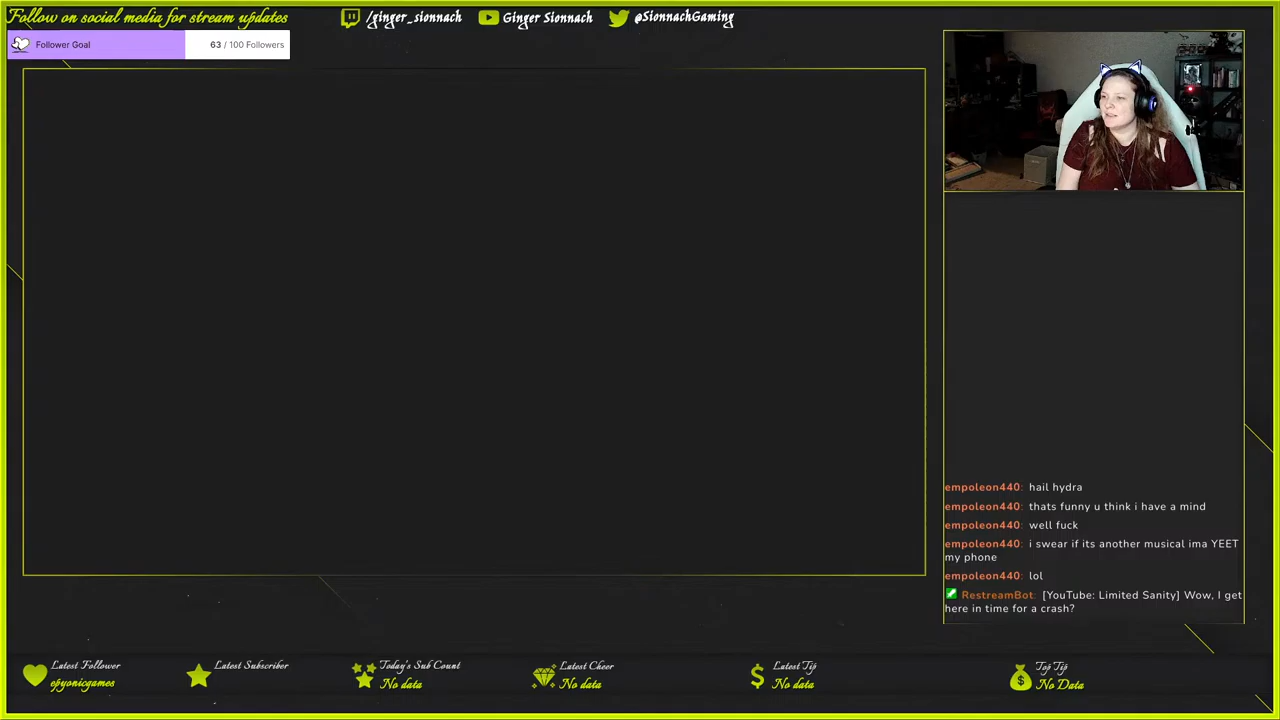 Follow on social media for stream updates
/ginger_sionnach
Ginger Sionnach
@SionnachGaming
Follower Goal
63 / 100 Followers
empoleon440: hail hydra
empoleon440: thats funny u think i have a mind
empoleon440: well fuck
empoleon440: i swear if its another musical ima YEET
my phone
empoleon440: lol
RestreamBot: [YouTube: Limited Sanity] Wow, I get
here in time for a crash?
Latest Follower
epyonicgames
Latest Subscriber
Today's Sub Count
No data
Latest Cheer
No data
Latest Tip
No data
Top Tip
No Data